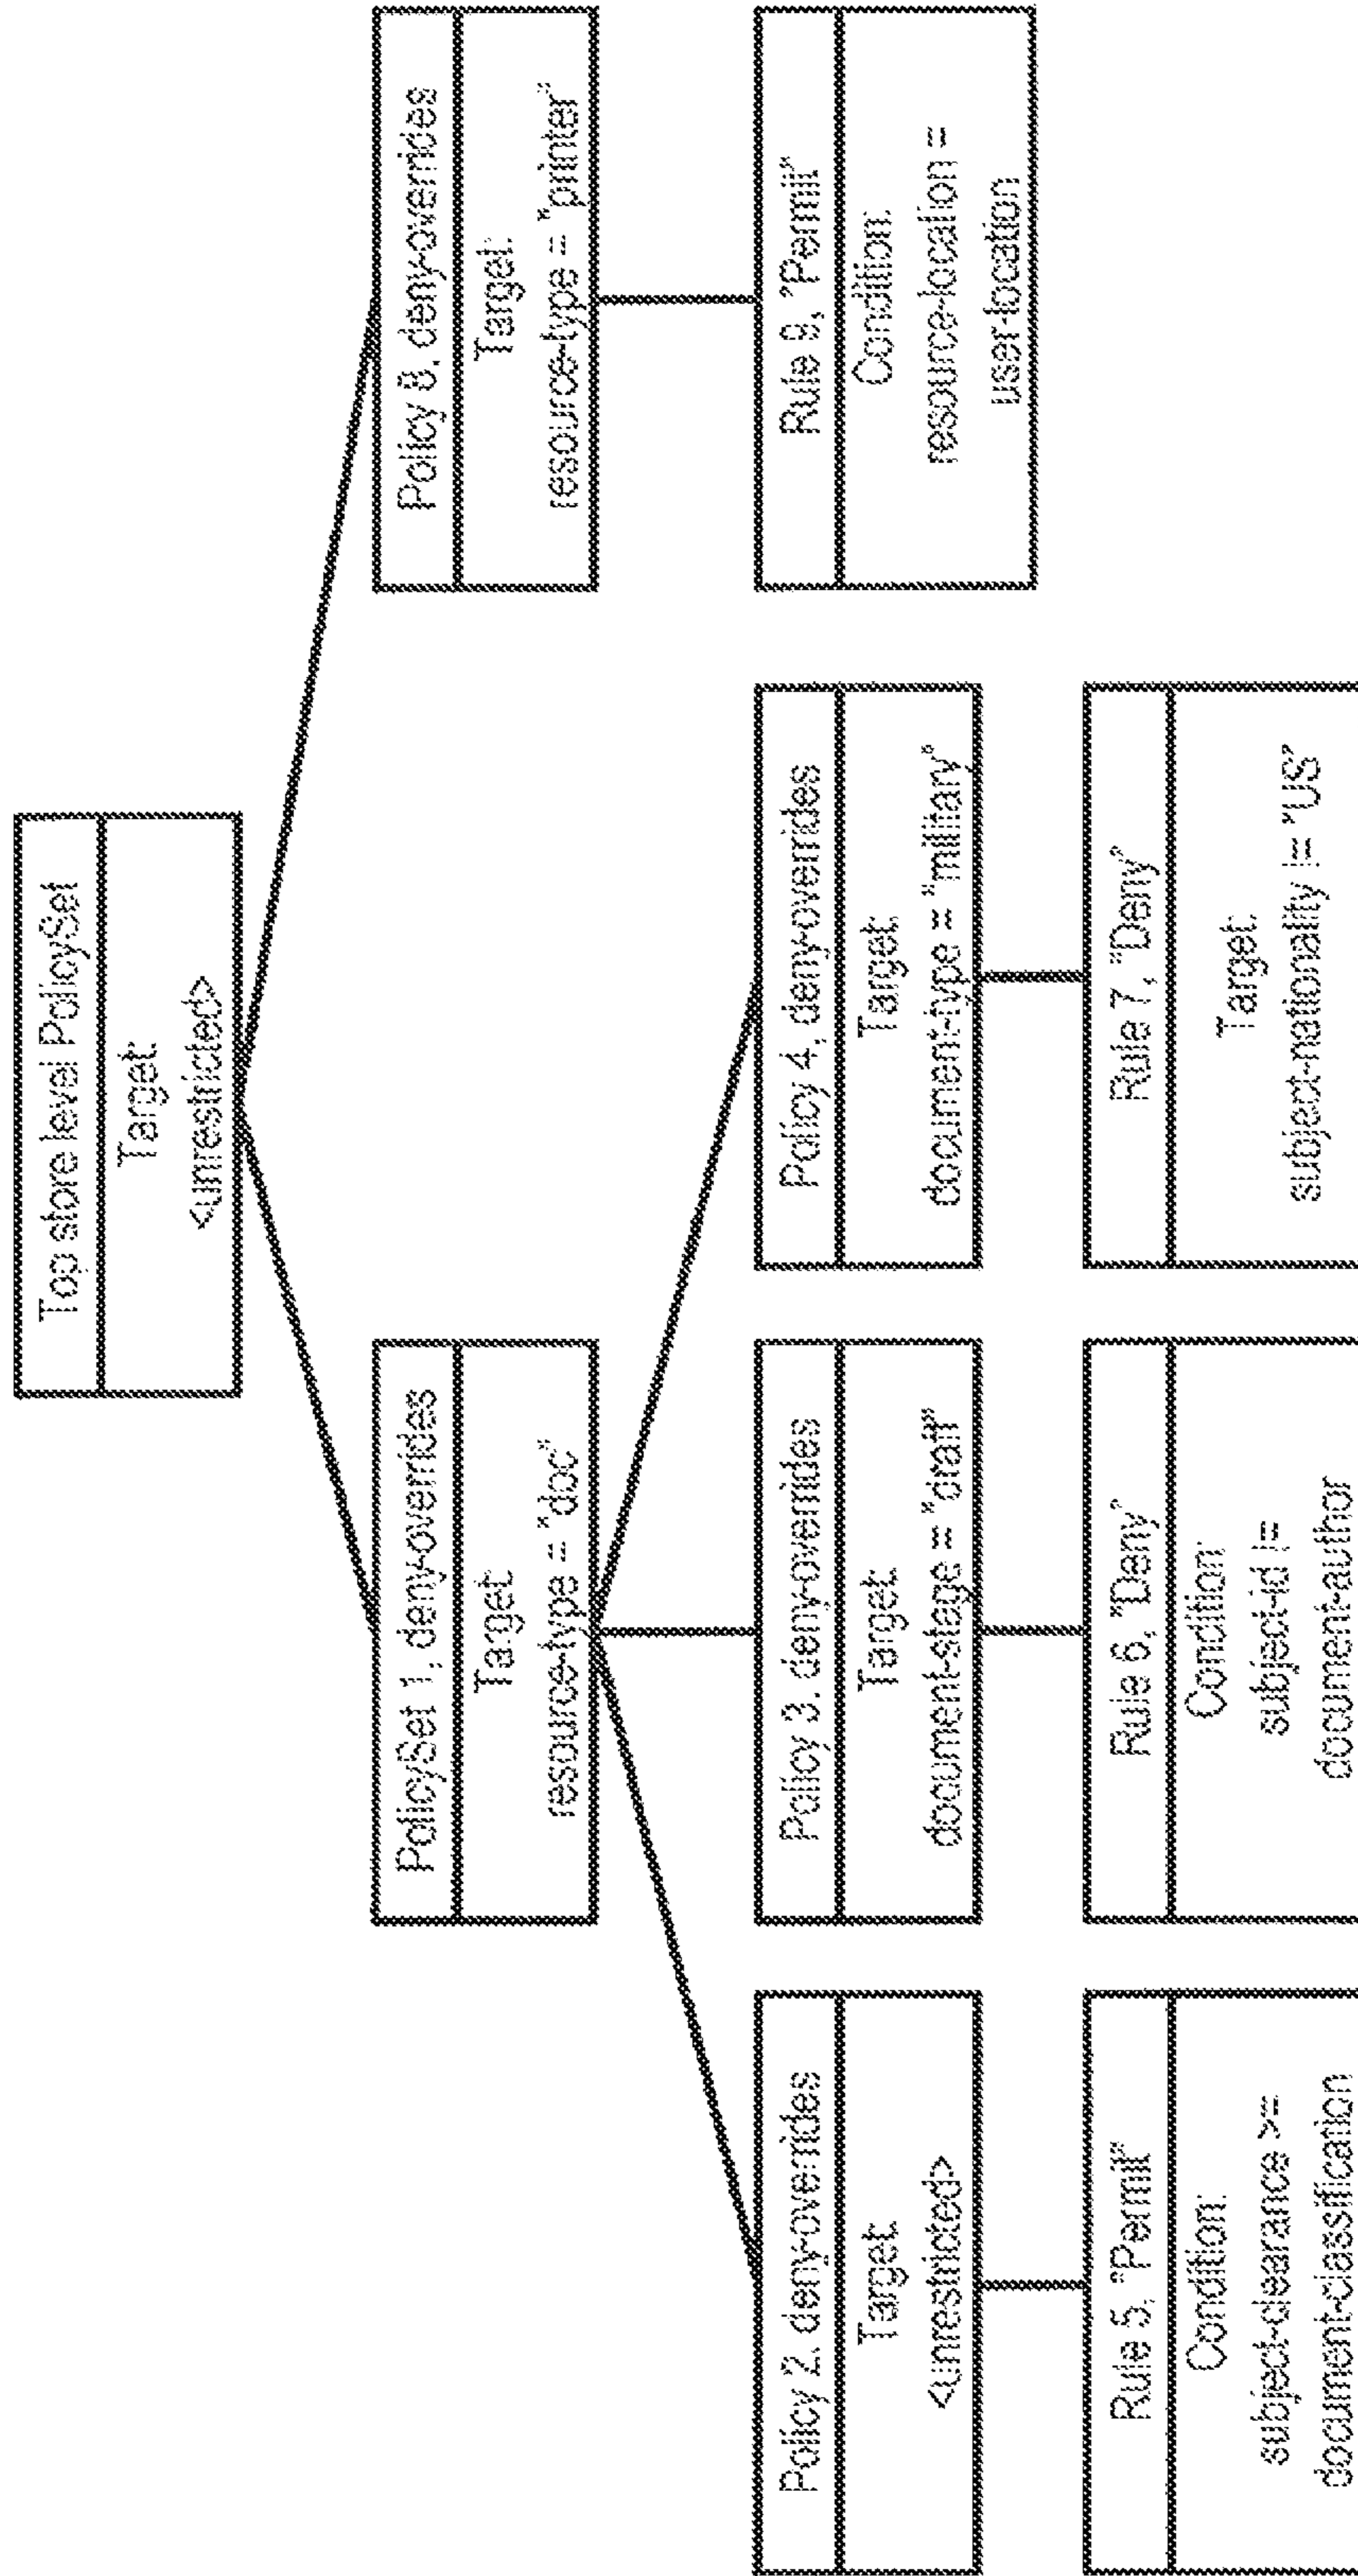 Top store level PolicySet
Target:
<unrestricted>
PolicySet 1, deny-overrides
Target:
resource-type = "doc"
Policy 8, deny-overrides
Target:
resource-type = "printer"
Policy 2, deny-overrides
Target:
<unrestricted>
Policy 3, deny-overrides
Target:
document-stage = "draft"
Policy 4, deny-overrides
Target:
document-type = "military"
Rule 9, "Permit"
Condition:
resource-location =
user-location
Rule 5, "Permit"
Condition:
subject-clearance >=
document-classification
Rule 6, "Deny"
Condition:
subject-id !=
document-author
Rule 7, "Deny"
Target:
subject-nationality != "US"